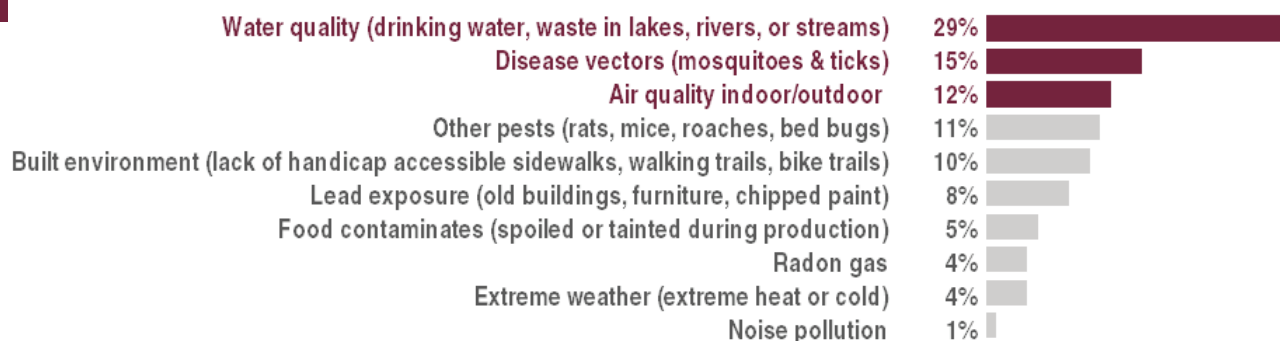 Water quality (drinking water, waste in lakes, rivers, or streams) 29%
Disease vectors (mosquitoes & ticks) 15%
Air quality indoor/outdoor 12%
Other pests (rats, mice, roaches, bed bugs) 11%
Built environment (lack of handicap accessible sidewalks, walking trails, bike trails) 10%
Lead exposure (old buildings, furniture, chipped paint) 8%
Food contaminates (spoiled or tainted during production) 5%
Radon gas 4%
Extreme weather (extreme heat or cold) 4%
Noise pollution 1%